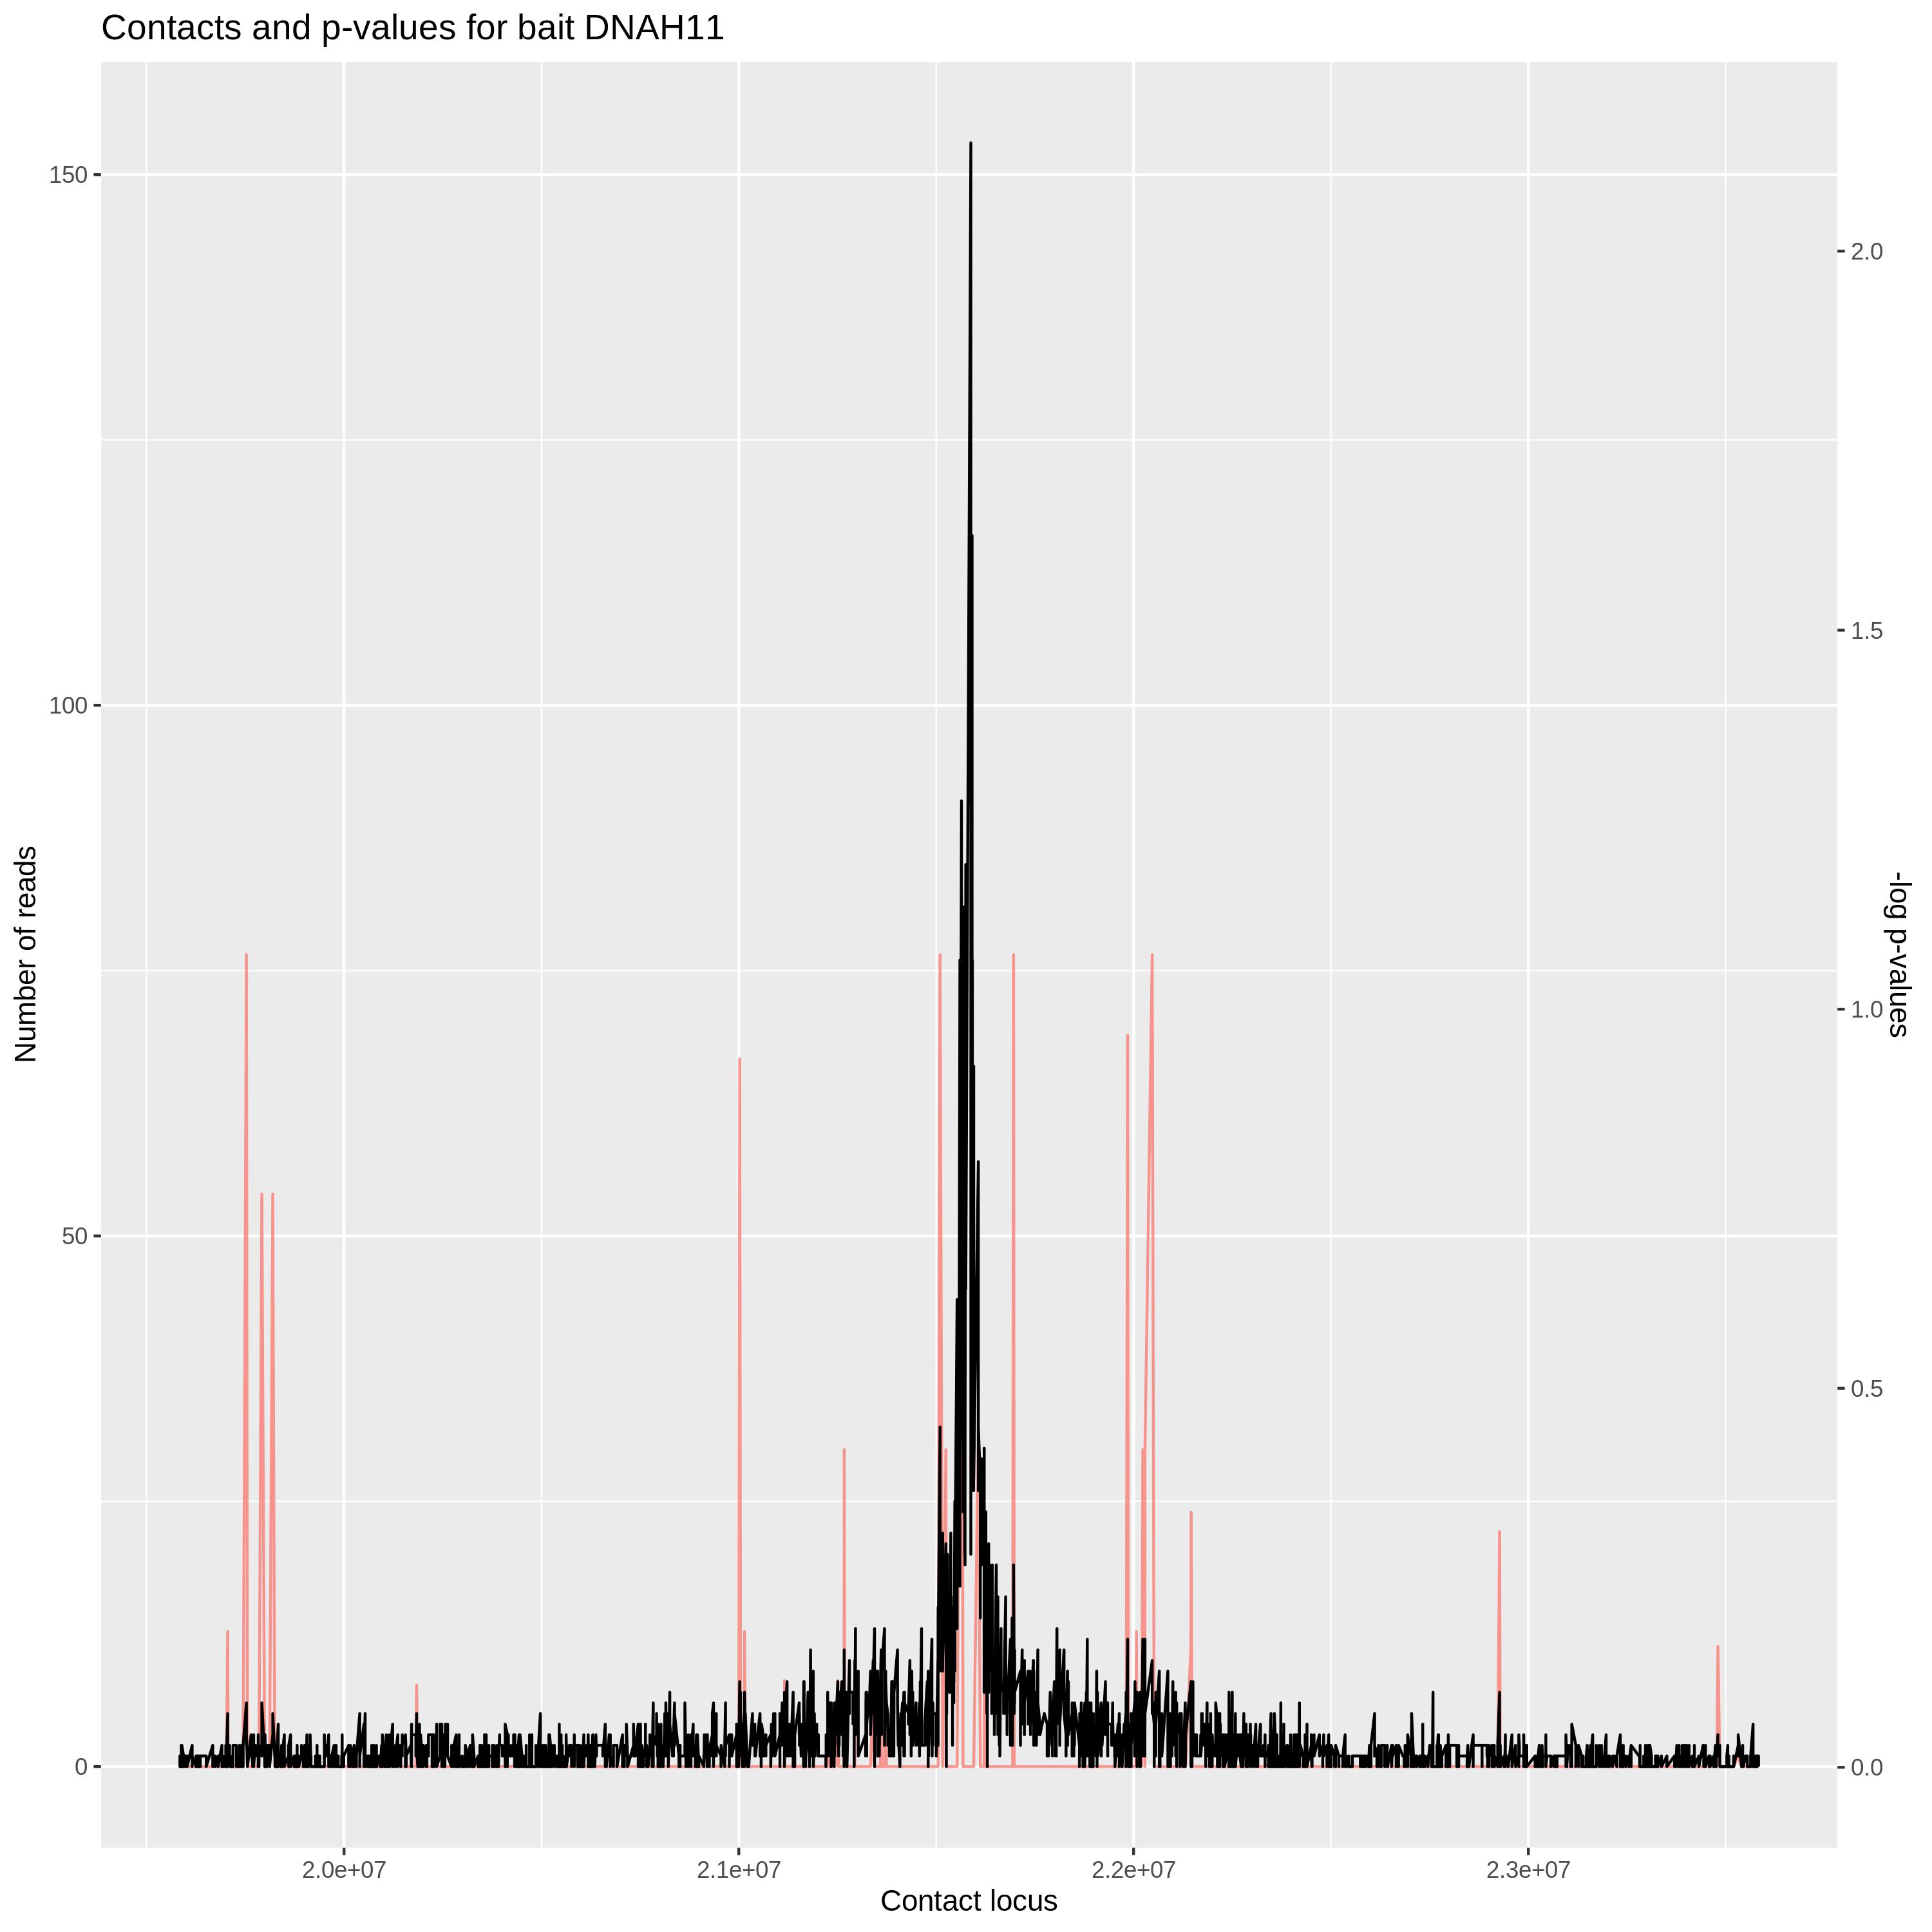 Contacts and p-values for bait DNAH11
150
100
50
0
Number of reads
2.0
1.5
1.0
0.5
0.0
-log p-values
2.0e+07 2.1e+07 2.2e+07 2.3e+07
Contact locus